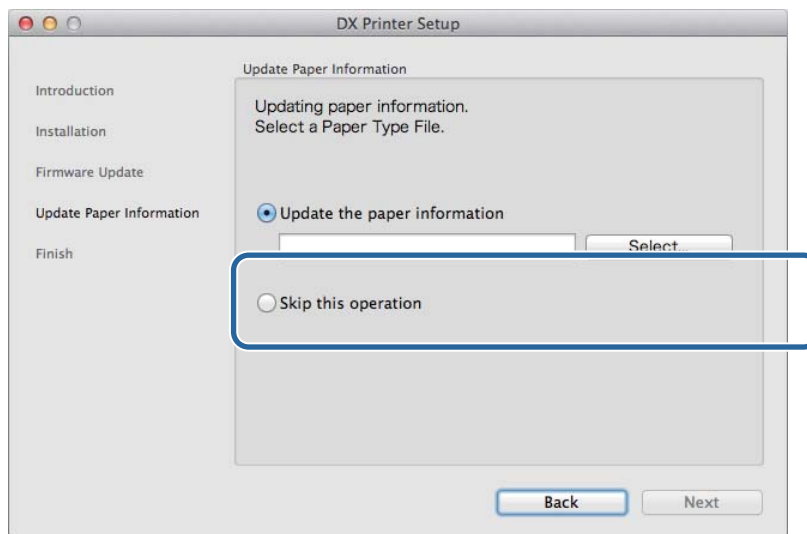 DX Printer Setup
Introduction
Installation
Firmware Update
Update Paper Information
Finish
Update Paper Information
Updating paper information.
Select a Paper Type File.
Update the paper information
Select...
Skip this operation
Back
Next